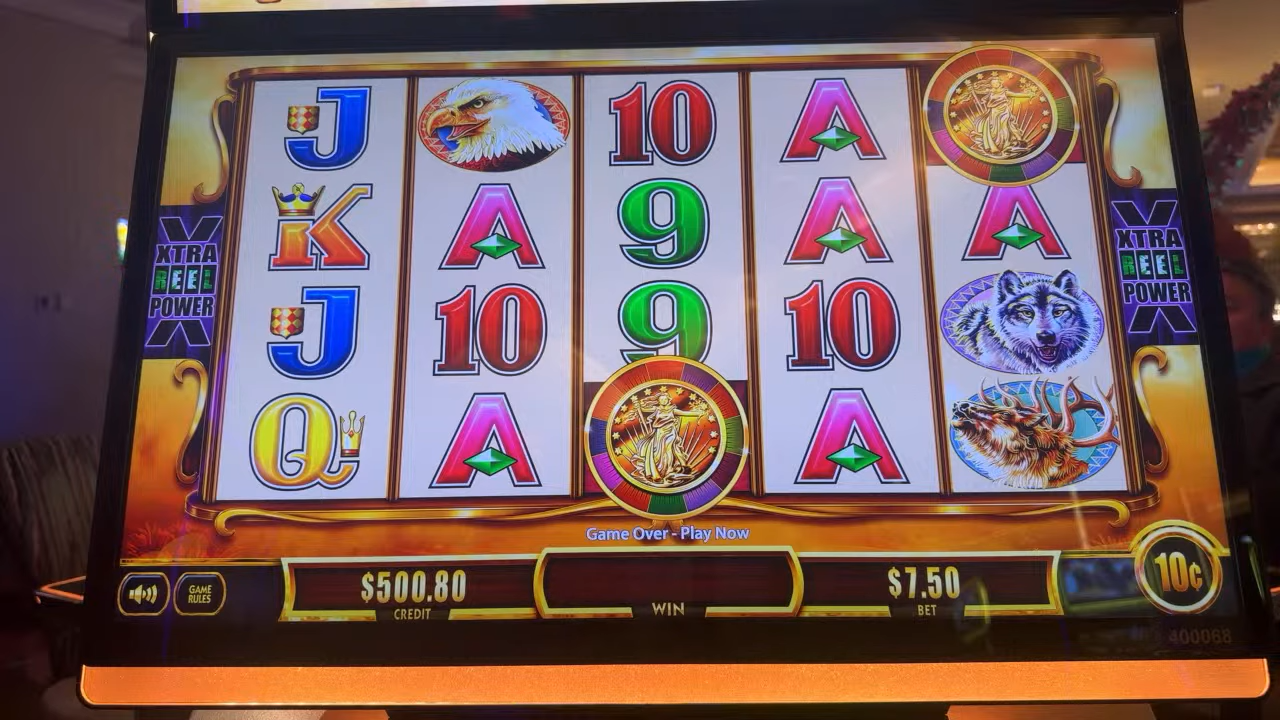 J 10 A
K A 9 A A
J 10 9 10
Q A A
XTRA
REEL
POWER
XTRA
REEL
POWER
Game Over - Play Now
GAME
RULES
$500.80
CREDIT
WIN
$7.50
BET
10¢
400068